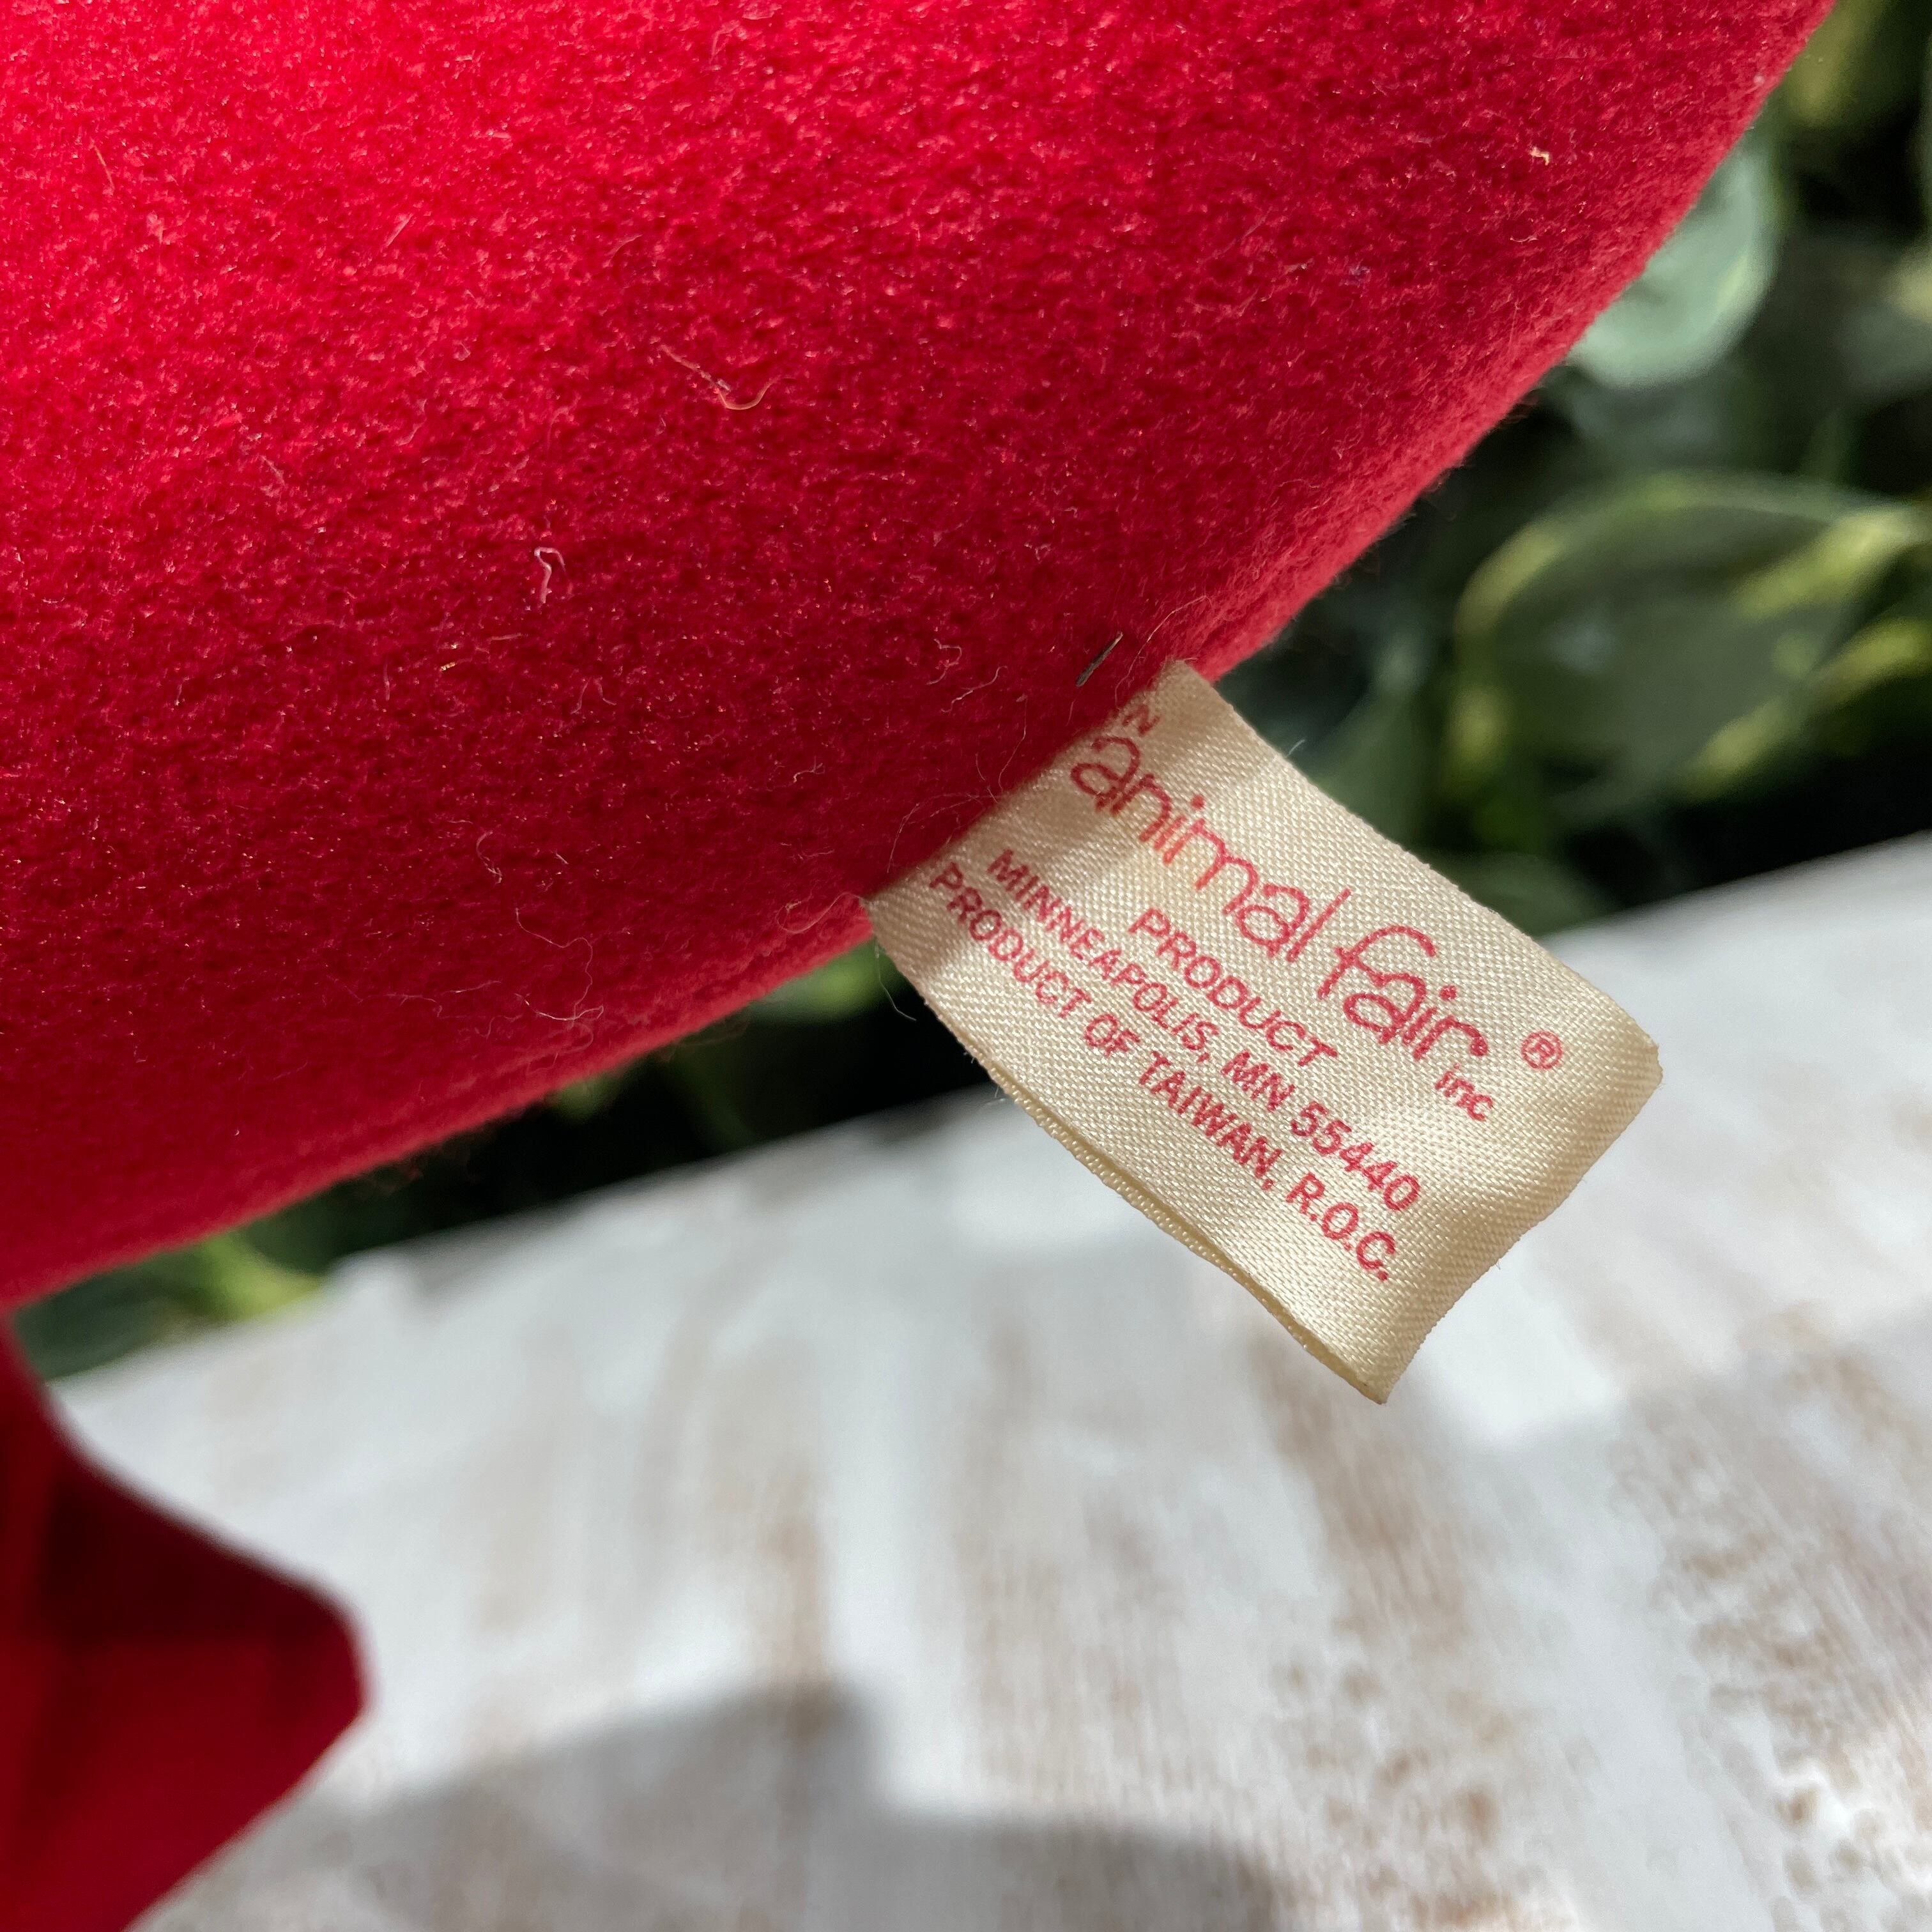 animal fair®
inc
PRODUCT
MINNEAPOLIS, MN 55440
PRODUCT OF TAIWAN, R.O.C.